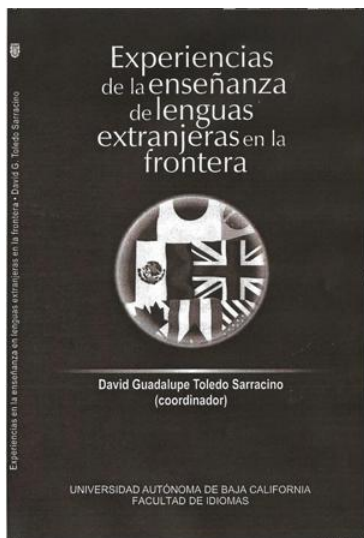 Experiencias
de la enseñanza
de lenguas
extranjeras en la
frontera
David Guadalupe Toledo Sarracino
(coordinador)
UNIVERSIDAD AUTÓNOMA DE BAJA CALIFORNIA
FACULTAD DE IDIOMAS
Experiencias en la enseñanza en lenguas extranjeras en la frontera • David G. Toledo Sarracino